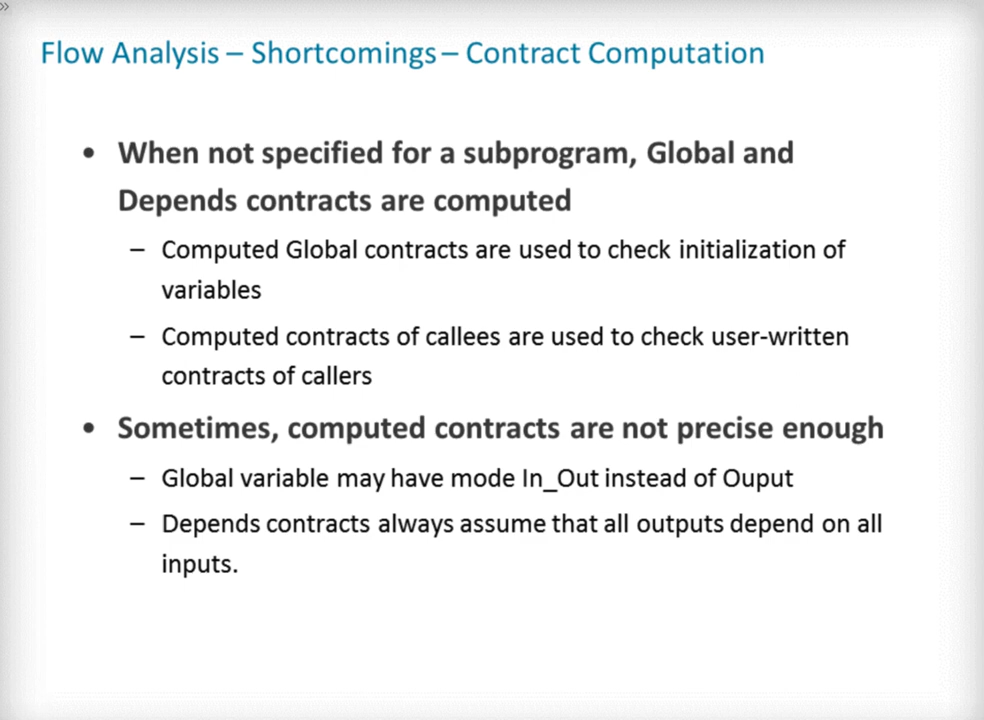 »
Flow Analysis – Shortcomings – Contract Computation
• When not specified for a subprogram, Global and
Depends contracts are computed
– Computed Global contracts are used to check initialization of
variables
– Computed contracts of callees are used to check user-written
contracts of callers
• Sometimes, computed contracts are not precise enough
– Global variable may have mode In_Out instead of Ouput
– Depends contracts always assume that all outputs depend on all
inputs.